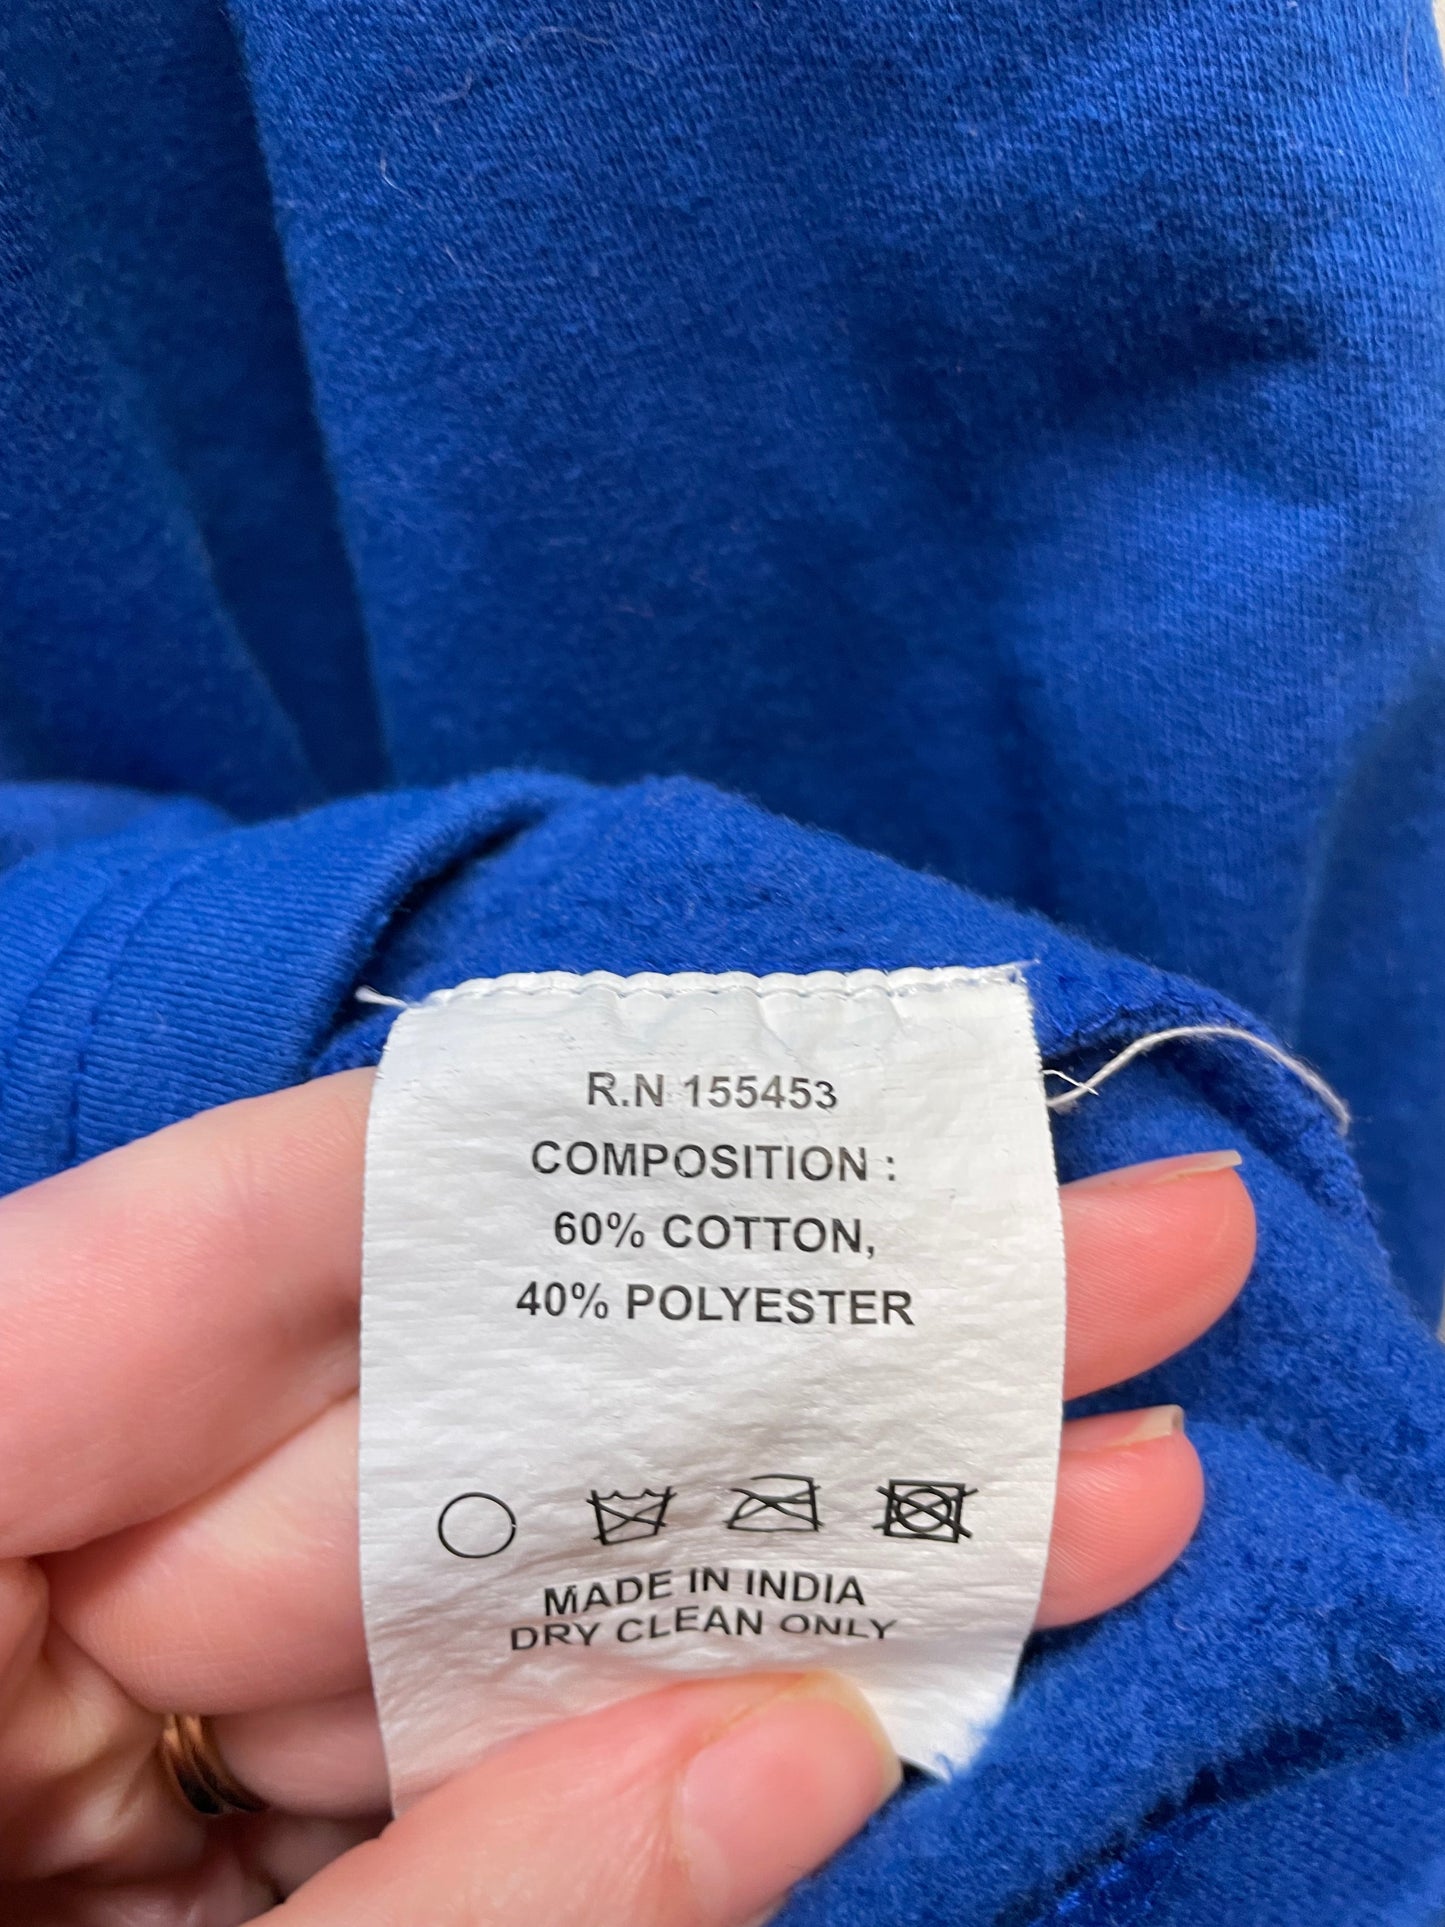 R.N 155453
COMPOSITION :
60% COTTON,
40% POLYESTER
MADE IN INDIA
DRY CLEAN ONLY